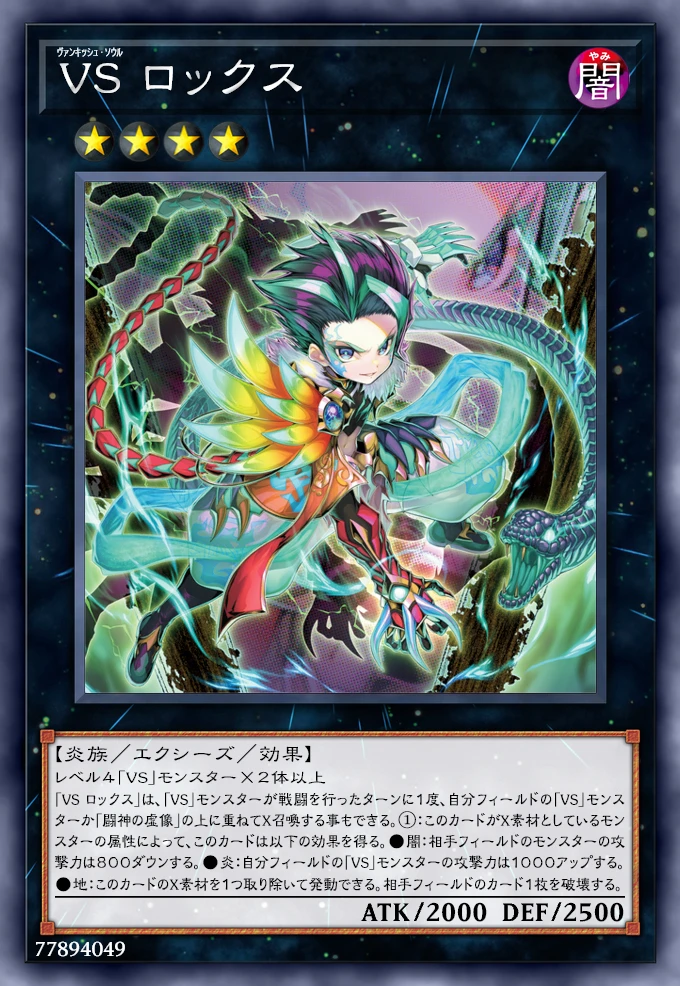 ヴァンキッシュ・ソウル
VS ロックス
やみ
闇
【炎族／エクシーズ／効果】
レベル4「VS」モンスター×2体以上
「VS ロックス」は、「VS」モンスターが戦闘を行ったターンに1度、自分フィールドの「VS」モンス
ターか「闘神の虚像」の上に重ねてX召喚する事もできる。①：このカードがX素材としているモン
スターの属性によって、このカードは以下の効果を得る。●闇：相手フィールドのモンスターの攻
撃力は800ダウンする。●炎：自分フィールドの「VS」モンスターの攻撃力は1000アップする。
●地：このカードのX素材を1つ取り除いて発動できる。相手フィールドのカード1枚を破壊する。
ATK/2000 DEF/2500
77894049